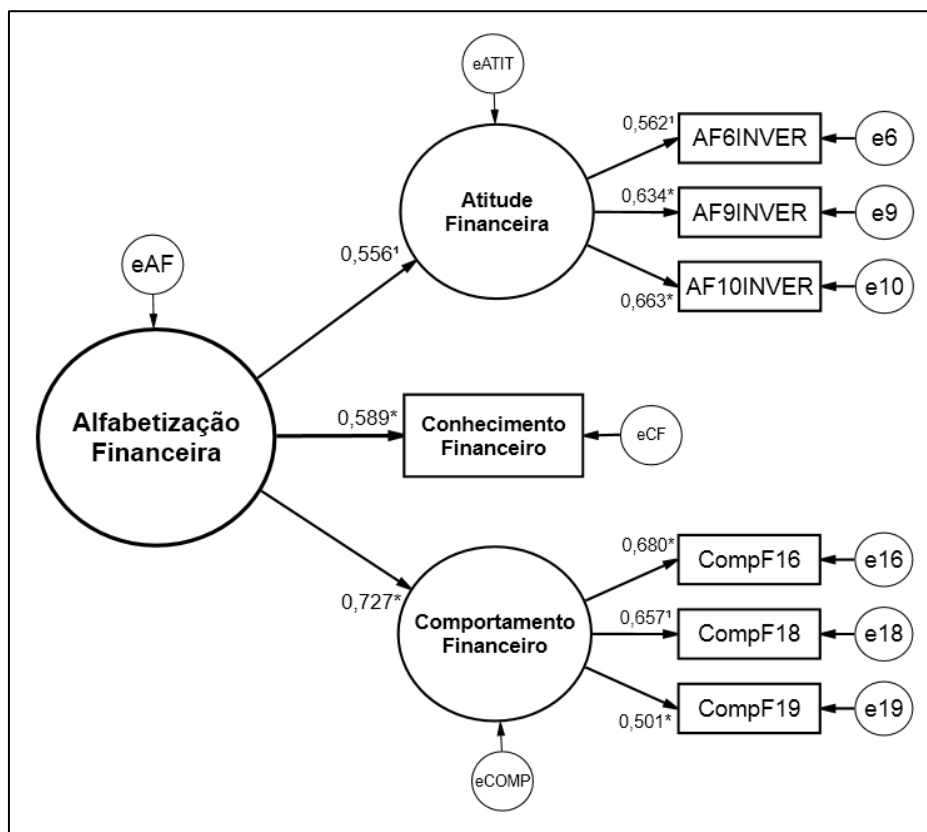 eATIT
0,562¹
AF6INVER
e6
Atitude
Financeira
0,634*
AF9INVER
e9
0,663*
AF10INVER
e10
eAF
0,556¹
Alfabetização
Financeira
0,589*
Conhecimento
Financeiro
eCF
0,727*
Comportamento
Financeiro
0,680*
CompF16
e16
0,657¹
CompF18
e18
0,501*
CompF19
e19
eCOMP